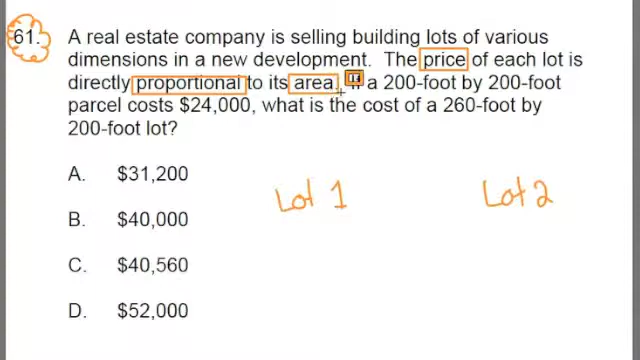 61. A real estate company is selling building lots of various
dimensions in a new development. The price of each lot is
directly proportional to its area. If a 200-foot by 200-foot
parcel costs $24,000, what is the cost of a 260-foot by
200-foot lot?
A. $31,200
B. $40,000
C. $40,560
D. $52,000
Lot 1 Lot 2